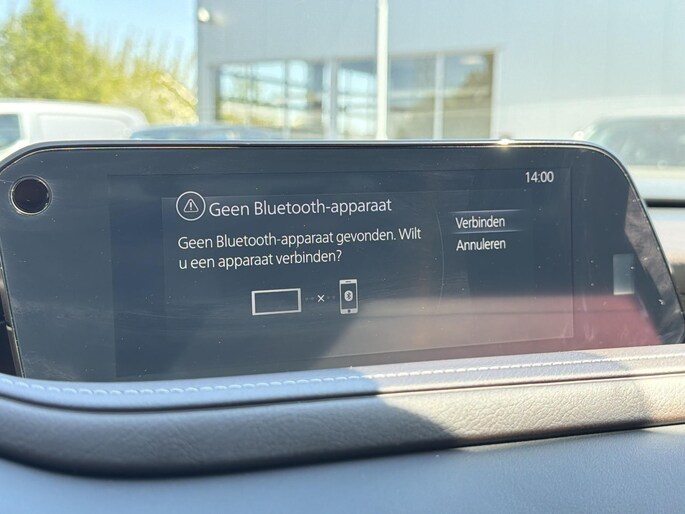 14:00
Geen Bluetooth-apparaat
Geen Bluetooth-apparaat gevonden. Wilt
u een apparaat verbinden?
Verbinden
Annuleren